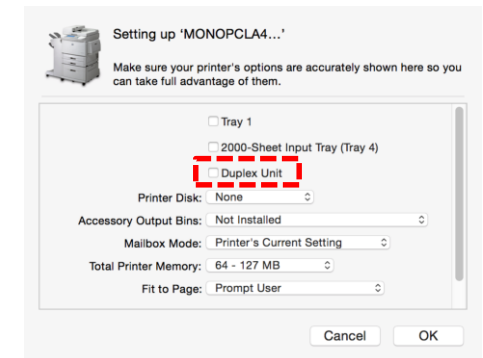 Setting up ‘MONOPCLA4...’
Make sure your printer's options are accurately shown here so you
can take full advantage of them.
Tray 1
2000-Sheet Input Tray (Tray 4)
Duplex Unit
Printer Disk: None
Accessory Output Bins: Not Installed
Mailbox Mode: Printer's Current Setting
Total Printer Memory: 64 - 127 MB
Fit to Page: Prompt User
Cancel OK